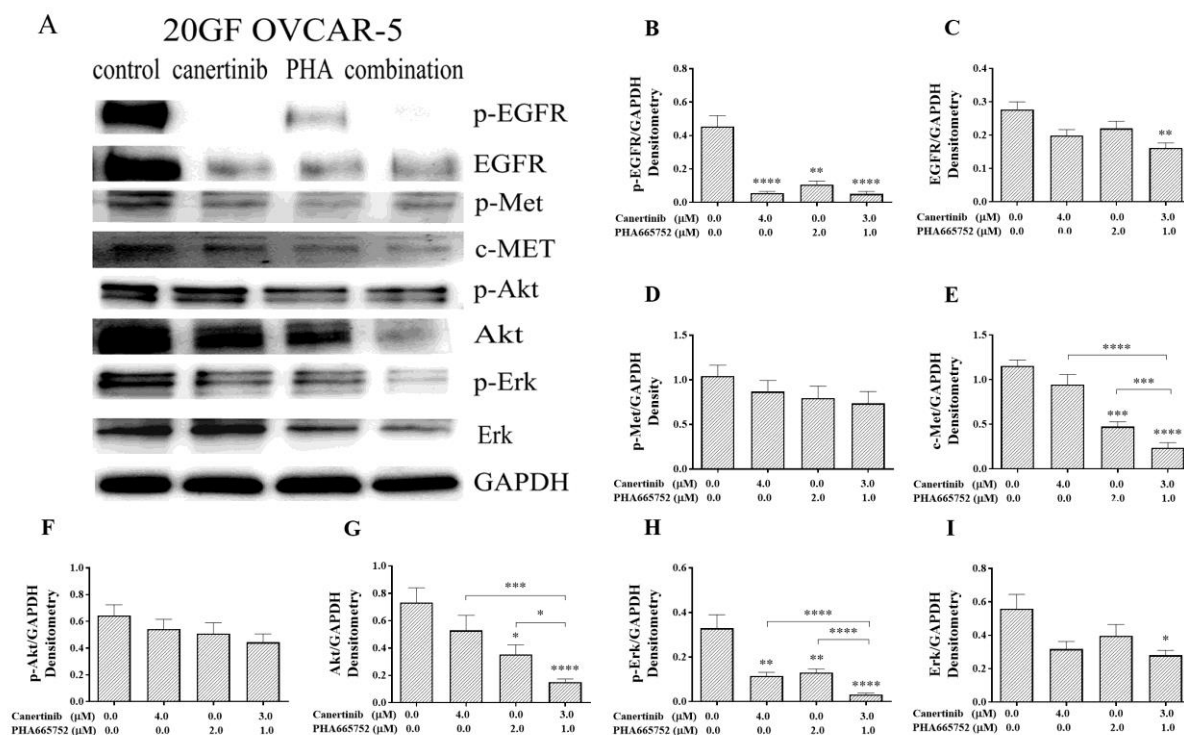 A
20GF OVCAR-5
control canertinib PHA combination
p-EGFR
EGFR
p-Met
c-MET
p-Akt
Akt
p-Erk
Erk
GAPDH
B
p-EGFR/GAPDH
Densitometry
0.8
0.6
0.4
0.2
0.0
****
**
****
Canertinib (μM) 0.0 4.0 0.0 3.0
PHA665752 (μM) 0.0 0.0 2.0 1.0
C
EGFR/GAPDH
Densitometry
0.4
0.3
0.2
0.1
0.0
**
Canertinib (μM) 0.0 4.0 0.0 3.0
PHA665752 (μM) 0.0 0.0 2.0 1.0
D
p-Met/GAPDH
Density
1.5
1.0
0.5
0.0
Canertinib (μM) 0.0 4.0 0.0 3.0
PHA665752 (μM) 0.0 0.0 2.0 1.0
E
c-Met/GAPDH
Densitometry
1.5
1.0
0.5
0.0
****
***
***
****
Canertinib (μM) 0.0 4.0 0.0 3.0
PHA665752 (μM) 0.0 0.0 2.0 1.0
F
p-Akt/GAPDH
Densitometry
1.0
0.8
0.6
0.4
0.2
0.0
Canertinib (μM) 0.0 4.0 0.0 3.0
PHA665752 (μM) 0.0 0.0 2.0 1.0
G
Akt/GAPDH
Densitometry
1.0
0.8
0.6
0.4
0.2
0.0
***
*
*
****
Canertinib (μM) 0.0 4.0 0.0 3.0
PHA665752 (μM) 0.0 0.0 2.0 1.0
H
p-Erk/GAPDH
Densitometry
0.6
0.4
0.2
0.0
****
****
**
**
****
Canertinib (μM) 0.0 4.0 0.0 3.0
PHA665752 (μM) 0.0 0.0 2.0 1.0
I
Erk/GAPDH
Densitometry
0.8
0.6
0.4
0.2
0.0
*
Canertinib (μM) 0.0 4.0 0.0 3.0
PHA665752 (μM) 0.0 0.0 2.0 1.0